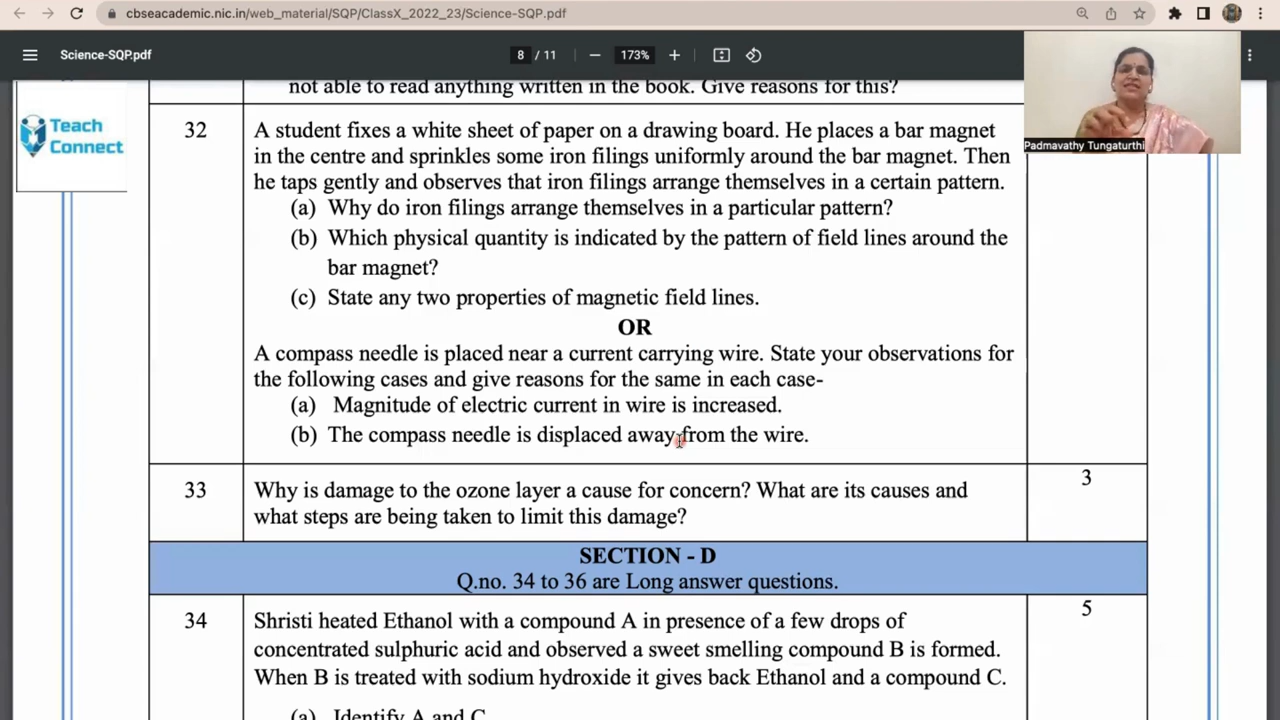 cbseacademic.nic.in/web_material/SQP/ClassX_2022_23/Science-SQP.pdf
Science-SQP.pdf
8 / 11
173%
Padmavathy Tungaturthi
Teach
Connect
not able to read anything written in the book. Give reasons for this?
32
A student fixes a white sheet of paper on a drawing board. He places a bar magnet
in the centre and sprinkles some iron filings uniformly around the bar magnet. Then
he taps gently and observes that iron filings arrange themselves in a certain pattern.
(a) Why do iron filings arrange themselves in a particular pattern?
(b) Which physical quantity is indicated by the pattern of field lines around the
bar magnet?
(c) State any two properties of magnetic field lines.
OR
A compass needle is placed near a current carrying wire. State your observations for
the following cases and give reasons for the same in each case-
(a) Magnitude of electric current in wire is increased.
(b) The compass needle is displaced away from the wire.
33
Why is damage to the ozone layer a cause for concern? What are its causes and
what steps are being taken to limit this damage?
3
SECTION - D
Q.no. 34 to 36 are Long answer questions.
34
Shristi heated Ethanol with a compound A in presence of a few drops of
concentrated sulphuric acid and observed a sweet smelling compound B is formed.
When B is treated with sodium hydroxide it gives back Ethanol and a compound C.
5
(a) Identify A and C